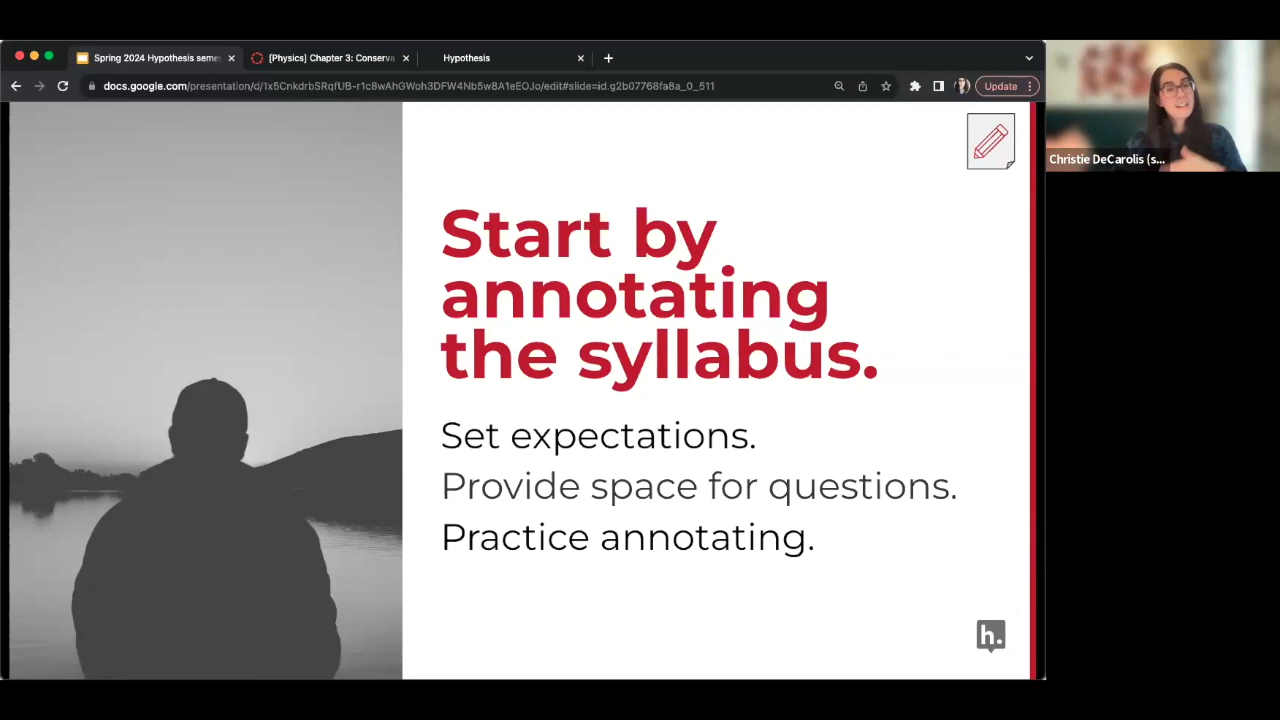 Spring 2024 Hypothesis seme
[Physics] Chapter 3: Conserva
Hypothesis
docs.google.com/presentation/d/1x5CnkdrbSRqfUB-r1c8wAhGWoh3DFW4Nb5w8A1eEOJo/edit#slide=id.g2b07768fa8a_0_511
Update
Christie DeCarolis (s...
Start by
annotating
the syllabus.
Set expectations.
Provide space for questions.
Practice annotating.
h.